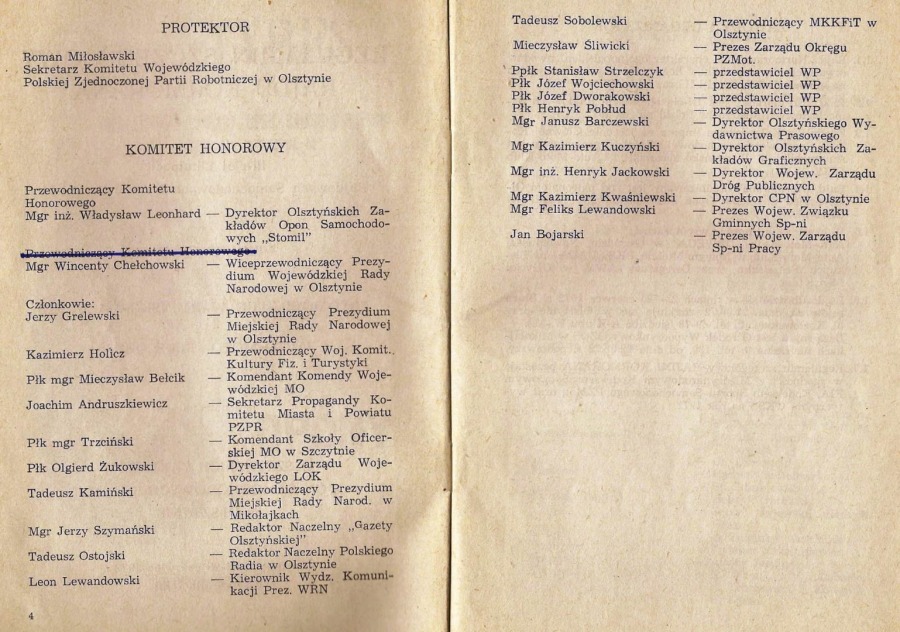 PROTEKTOR
Roman Miłosławski
Sekretarz Komitetu Wojewódzkiego
Polskiej Zjednoczonej Partii Robotniczej w Olsztynie
KOMITET HONOROWY
Przewodniczący Komitetu
Honorowego
Mgr inż. Władysław Leonhard — Dyrektor Olsztyńskich Za-
kładów Opon Samochodo-
wych „Stomil”
Przewodniczący Komitetu Honorowego
Mgr Wincenty Chełchowski — Wiceprzewodniczący Prezy-
dium Wojewódzkiej Rady
Narodowej w Olsztynie
Członkowie:
Jerzy Grelewski — Przewodniczący Prezydium
Miejskiej Rady Narodowej
w Olsztynie
Kazimierz Holicz — Przewodniczący Woj. Komit.
Kultury Fiz. i Turystyki
Płk mgr Mieczysław Belcik — Komendant Komendy Woje-
wódzkiej MO
Joachim Andruszkiewicz — Sekretarz Propagandy Ko-
mitetu Miasta i Powiatu
PZPR
Płk mgr Trzciński — Komendant Szkoły Oficer-
skiej MO w Szczytnie
Płk Olgierd Żukowski — Dyrektor Zarządu Woje-
wódzkiego LOK
Tadeusz Kamiński — Przewodniczący Prezydium
Miejskiej Rady Narod. w
Mikołajkach
Mgr Jerzy Szymański — Redaktor Naczelny „Gazety
Olsztyńskiej”
Tadeusz Ostojski — Redaktor Naczelny Polskiego
Radia w Olsztynie
Leon Lewandowski — Kierownik Wydz. Komuni-
kacji Prez. WRN
4
Tadeusz Sobolewski — Przewodniczący MKKFiT w
Olsztynie
Mieczysław Śliwicki — Prezes Zarządu Okręgu
PZMot.
Ppłk Stanisław Strzelczyk — przedstawiciel WP
Płk Józef Wojciechowski — przedstawiciel WP
Płk Józef Dworakowski — przedstawiciel WP
Płk Henryk Pobłud — przedstawiciel WP
Mgr Janusz Barczewski — Dyrektor Olsztyńskiego Wy-
dawnictwa Prasowego
Mgr Kazimierz Kuczyński — Dyrektor Olsztyńskich Za-
kładów Graficznych
Mgr inż. Henryk Jackowski — Dyrektor Wojew. Zarządu
Dróg Publicznych
Mgr Kazimierz Kwaśniewski — Dyrektor CPN w Olsztynie
Mgr Feliks Lewandowski — Prezes Wojew. Związku
Gminnych Sp-ni
Jan Bojarski — Prezes Wojew. Zarządu
Sp-ni Pracy